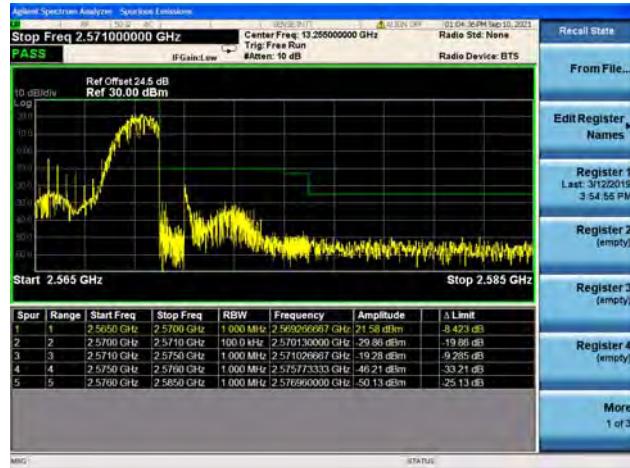 Agilent Spectrum Analyzer Spurious Emissions
RF 50 Ω AC SENSE:INT ALIGN OFF 01:04:36 PM Sep 10, 2021
Stop Freq 2.571000000 GHz
Center Freq: 13.255000000 GHz
Radio Std: None
PASS
Trig: Free Run
IFGain:Low
#Atten: 10 dB
Radio Device: BTS
Ref Offset 24.5 dB
10 dB/div Ref 30.00 dBm
Log
Start 2.565 GHz
Stop 2.585 GHz
Spur Range Start Freq Stop Freq RBW Frequency Amplitude Δ Limit
1 1 2.5650 GHz 2.5700 GHz 1.000 MHz 2.569266667 GHz 21.58 dBm -8.423 dB
2 2 2.5700 GHz 2.5710 GHz 100.0 kHz 2.570130000 GHz -29.86 dBm -19.86 dB
3 3 2.5710 GHz 2.5750 GHz 1.000 MHz 2.571026667 GHz -19.28 dBm -9.285 dB
4 4 2.5750 GHz 2.5760 GHz 1.000 MHz 2.575773333 GHz -46.21 dBm -33.21 dB
5 5 2.5760 GHz 2.5850 GHz 1.000 MHz 2.576960000 GHz -50.13 dBm -25.13 dB
MSG
STATUS
Recall State
From File...
Edit Register
Names
Register 1
Last: 3/12/2019
3:54:56 PM
Register 2
(empty)
Register 3
(empty)
Register 4
(empty)
More
1 of 3